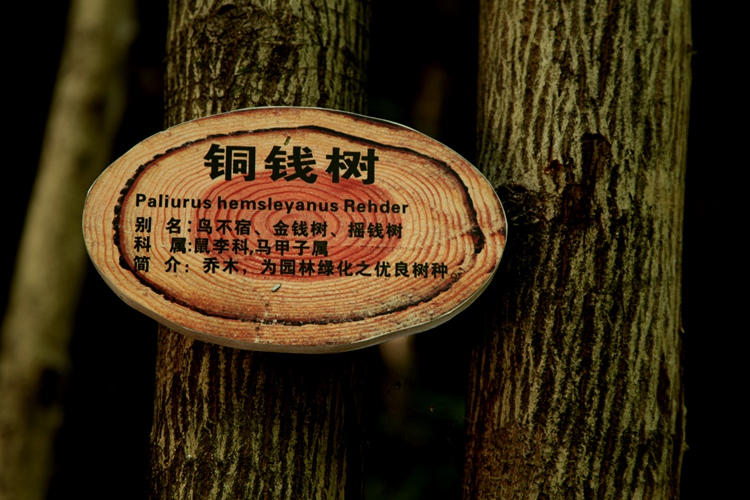 铜钱树
Paliurus hemsleyanus Rehder
别 名：鸟不宿、金钱树、摇钱树
科 属:鼠李科,马甲子属
简 介：乔木，为园林绿化之优良树种。